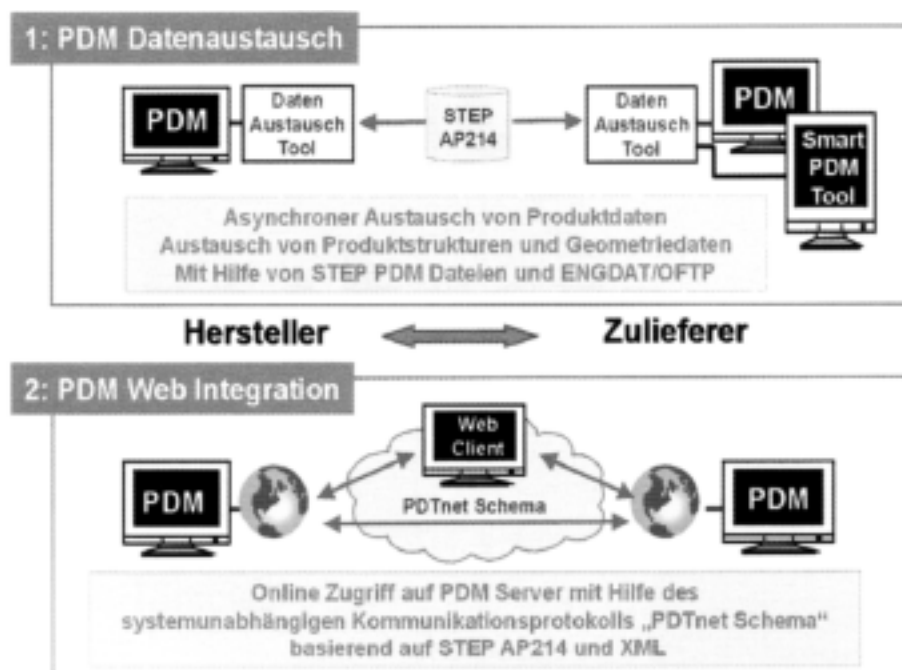 1: PDM Datenaustausch
PDM
Daten
Austausch
Tool
STEP
AP214
Daten
Austausch
Tool
PDM
Smart
PDM
Tool
Asynchroner Austausch von Produktdaten
Austausch von Produktstrukturen und Geometriedaten
Mit Hilfe von STEP PDM Dateien und ENGDAT/OFTP
Hersteller
Zulieferer
2: PDM Web Integration
PDM
Web
Client
PDTnet Schema
PDM
Online Zugriff auf PDM Server mit Hilfe des
systemunabhängigen Kommunikationsprotokolls „PDTnet Schema“
basierend auf STEP AP214 und XML